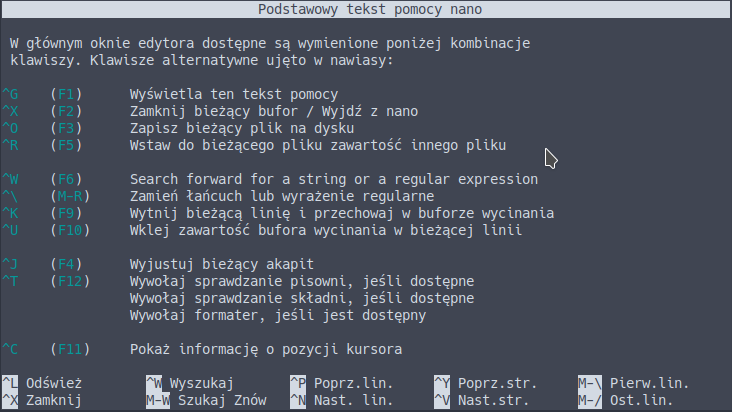 Podstawowy tekst pomocy nano
W głównym oknie edytora dostępne są wymienione poniżej kombinacje
klawiszy. Klawisze alternatywne ujęto w nawiasy:
^G (F1) Wyświetla ten tekst pomocy
^X (F2) Zamknij bieżący bufor / Wyjdź z nano
^O (F3) Zapisz bieżący plik na dysku
^R (F5) Wstaw do bieżącego pliku zawartość innego pliku
^W (F6) Search forward for a string or a regular expression
^\ (M-R) Zamień łańcuch lub wyrażenie regularne
^K (F9) Wytnij bieżącą linię i przechowaj w buforze wycinania
^U (F10) Wklej zawartość bufora wycinania w bieżącej linii
^J (F4) Wyjustuj bieżący akapit
^T (F12) Wywołaj sprawdzanie pisowni, jeśli dostępne
Wywołaj sprawdzanie składni, jeśli dostępne
Wywołaj formater, jeśli jest dostępny
^C (F11) Pokaż informację o pozycji kursora
^L Odśwież ^W Wyszukaj ^P Poprz.lin. ^Y Poprz.str. M-\ Pierw.lin.
^X Zamknij M-W Szukaj Znów ^N Nast. lin. ^V Nast.str. M-/ Ost.lin.